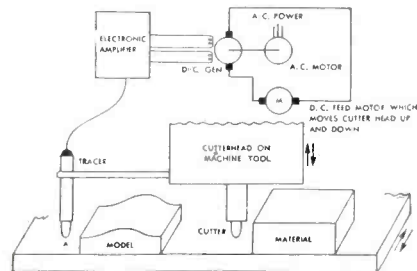 A.C. POWER
ELECTRONIC
AMPLIFIER
D.C. GEN
A.C. MOTOR
M
D.C. FEED MOTOR WHICH
MOVES CUTTER HEAD UP
AND DOWN
TRACER
CUTTERHEAD ON
MACHINE TOOL
A
MODEL
CUTTER
MATERIAL